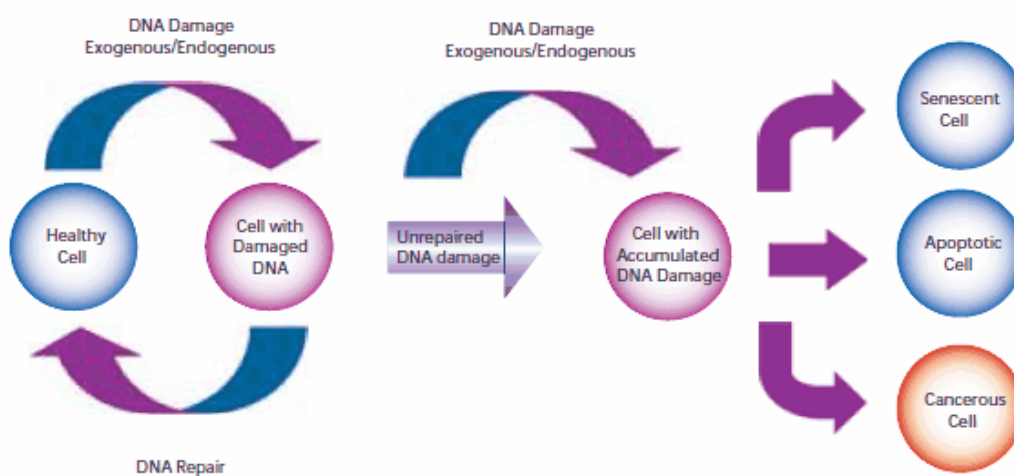 DNA Damage
Exogenous/Endogenous
DNA Damage
Exogenous/Endogenous
Healthy
Cell
Cell with
Damaged
DNA
Unrepaired
DNA damage
Cell with
Accumulated
DNA Damage
Senescent
Cell
Apoptotic
Cell
Cancerous
Cell
DNA Repair